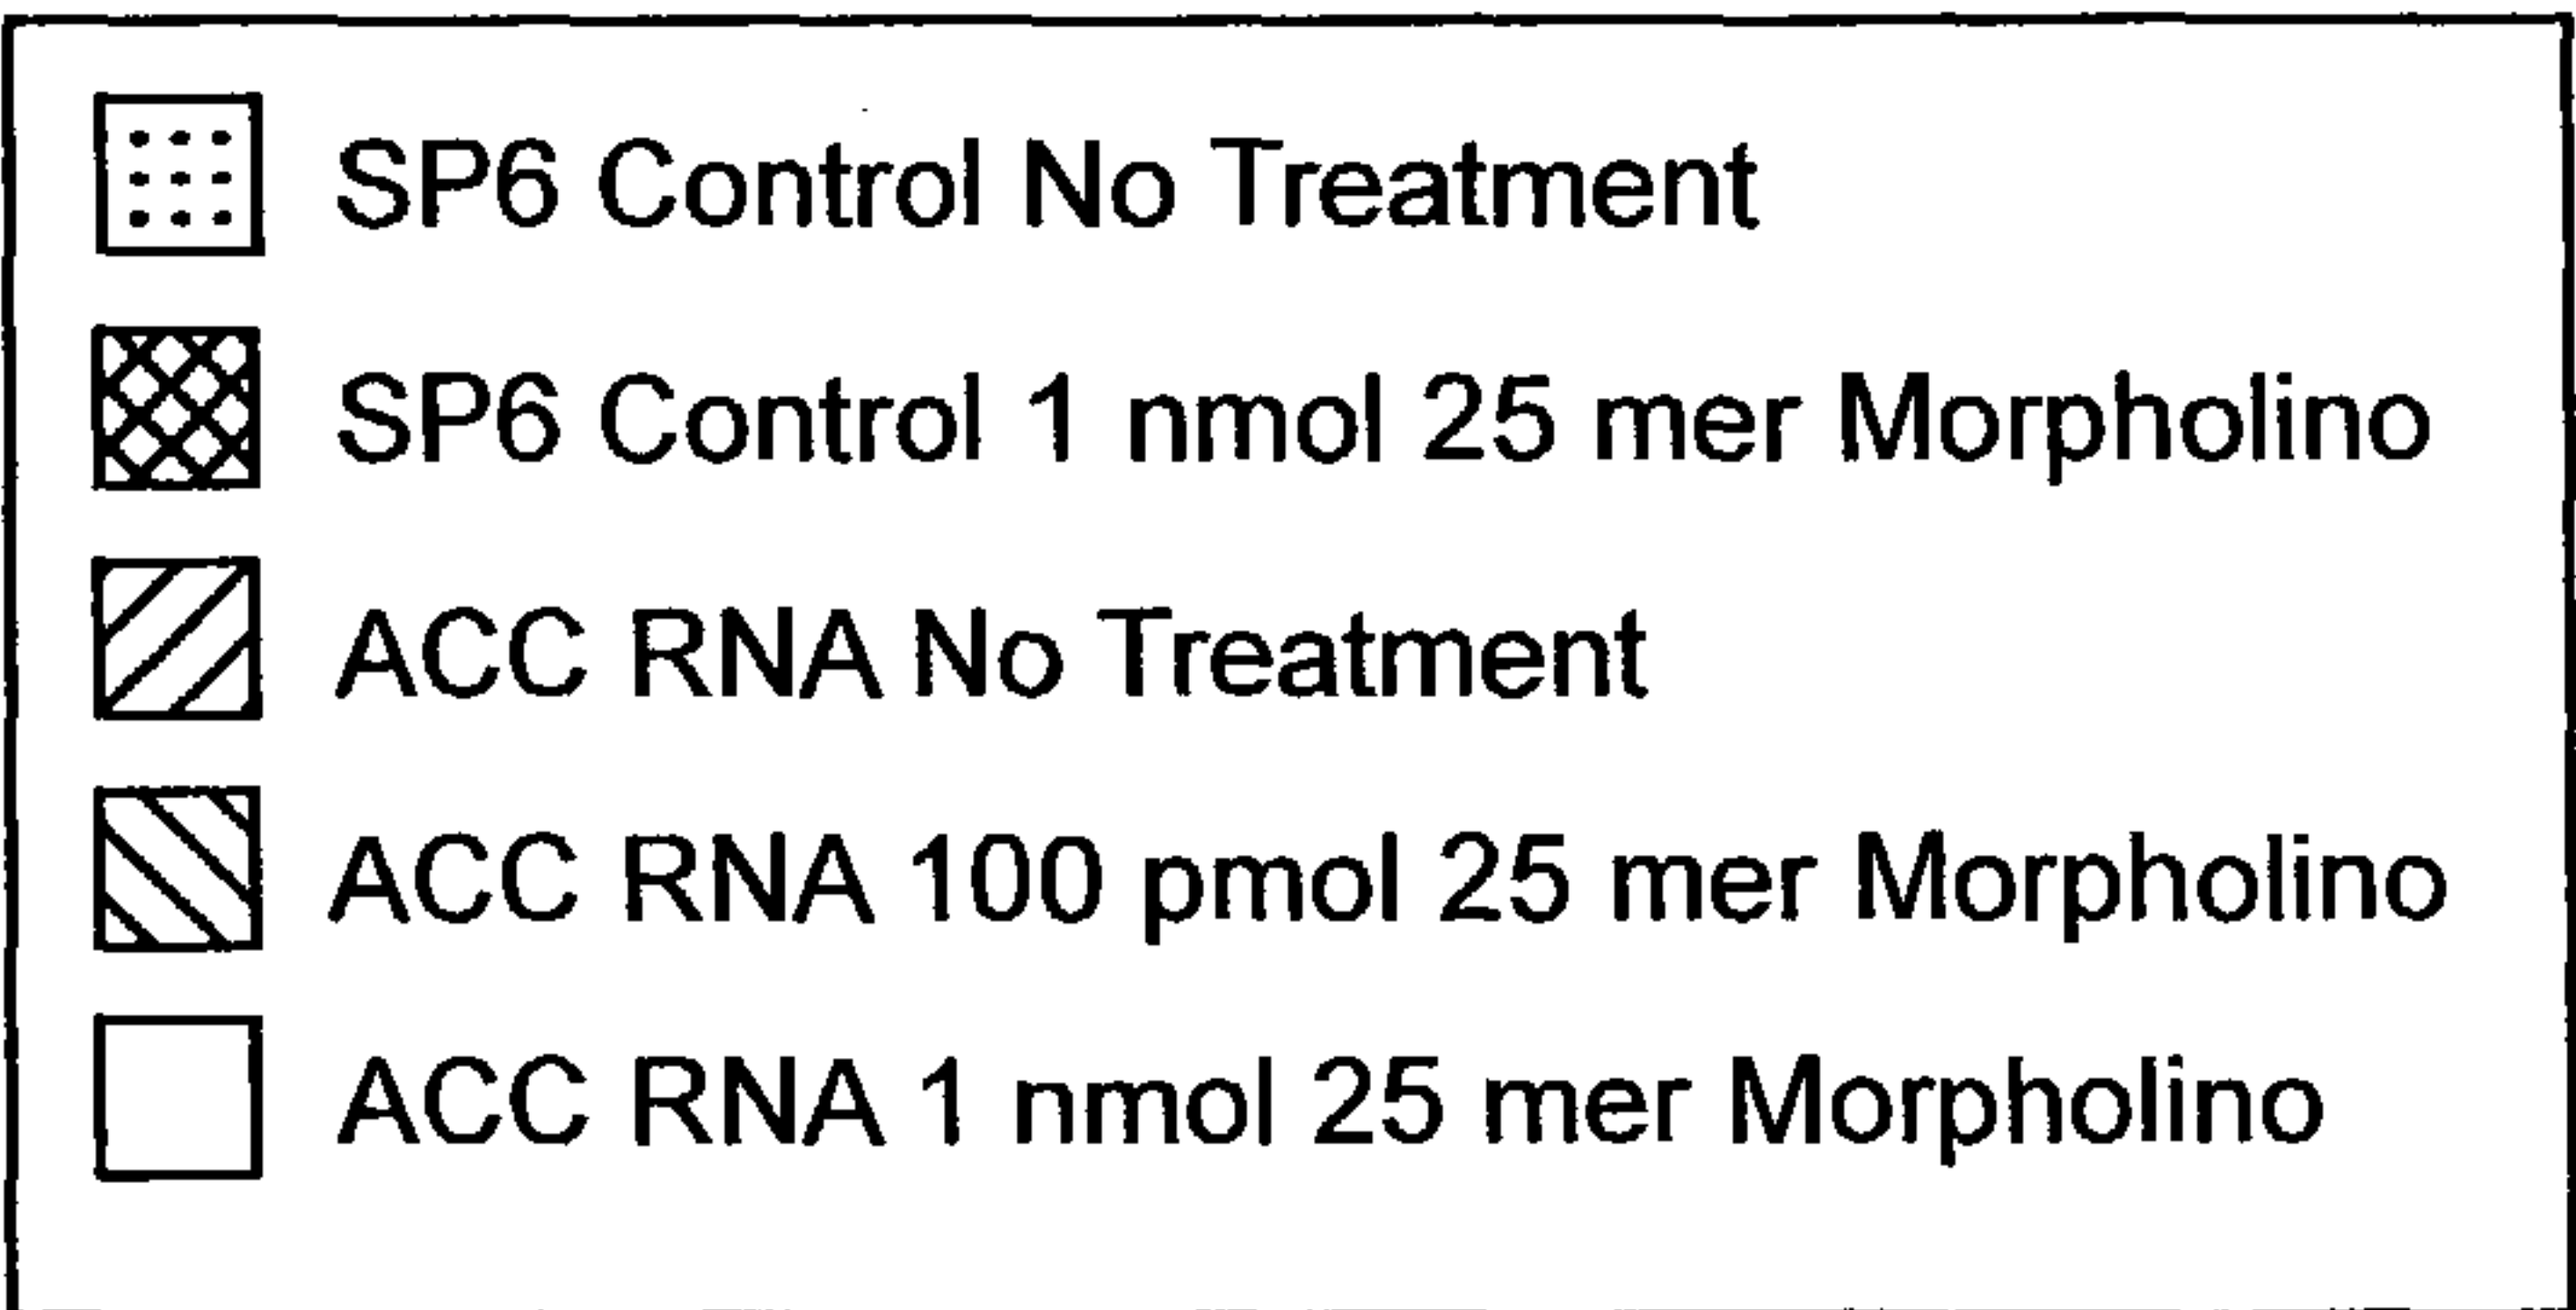 SP6 Control No Treatment
SP6 Control 1 nmol 25 mer Morpholino
ACC RNA No Treatment
ACC RNA 100 pmol 25 mer Morpholino
ACC RNA 1 nmol 25 mer Morpholino